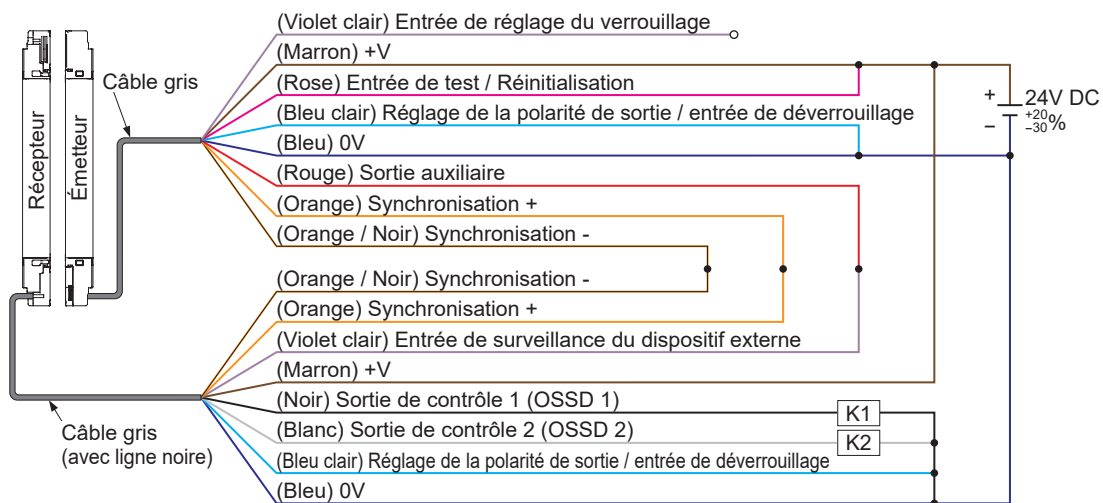 (Violet clair) Entrée de réglage du verrouillage
(Marron) +V
Câble gris
(Rose) Entrée de test / Réinitialisation
(Bleu clair) Réglage de la polarité de sortie / entrée de déverrouillage
+ 24V DC
− +20
−30 %
(Bleu) 0V
Récepteur
Émetteur
(Rouge) Sortie auxiliaire
(Orange) Synchronisation +
(Orange / Noir) Synchronisation -
(Orange / Noir) Synchronisation -
(Orange) Synchronisation +
(Violet clair) Entrée de surveillance du dispositif externe
(Marron) +V
(Noir) Sortie de contrôle 1 (OSSD 1)
K1
Câble gris
(avec ligne noire)
(Blanc) Sortie de contrôle 2 (OSSD 2)
K2
(Bleu clair) Réglage de la polarité de sortie / entrée de déverrouillage
(Bleu) 0V